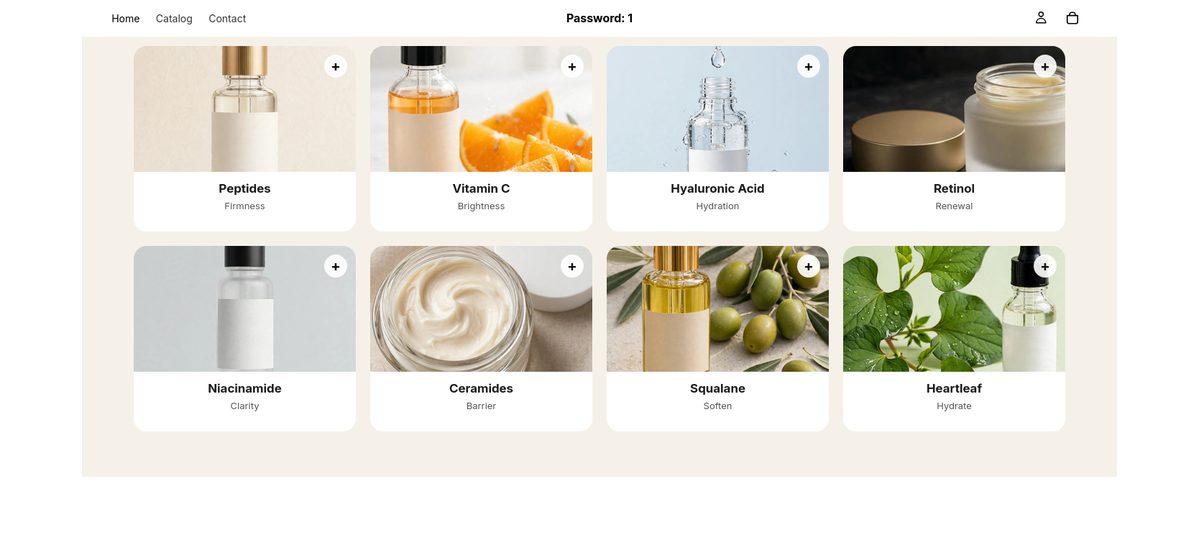 Home Catalog Contact Password: 1
Peptides
Firmness
Vitamin C
Brightness
Hyaluronic Acid
Hydration
Retinol
Renewal
Niacinamide
Clarity
Ceramides
Barrier
Squalane
Soften
Heartleaf
Hydrate